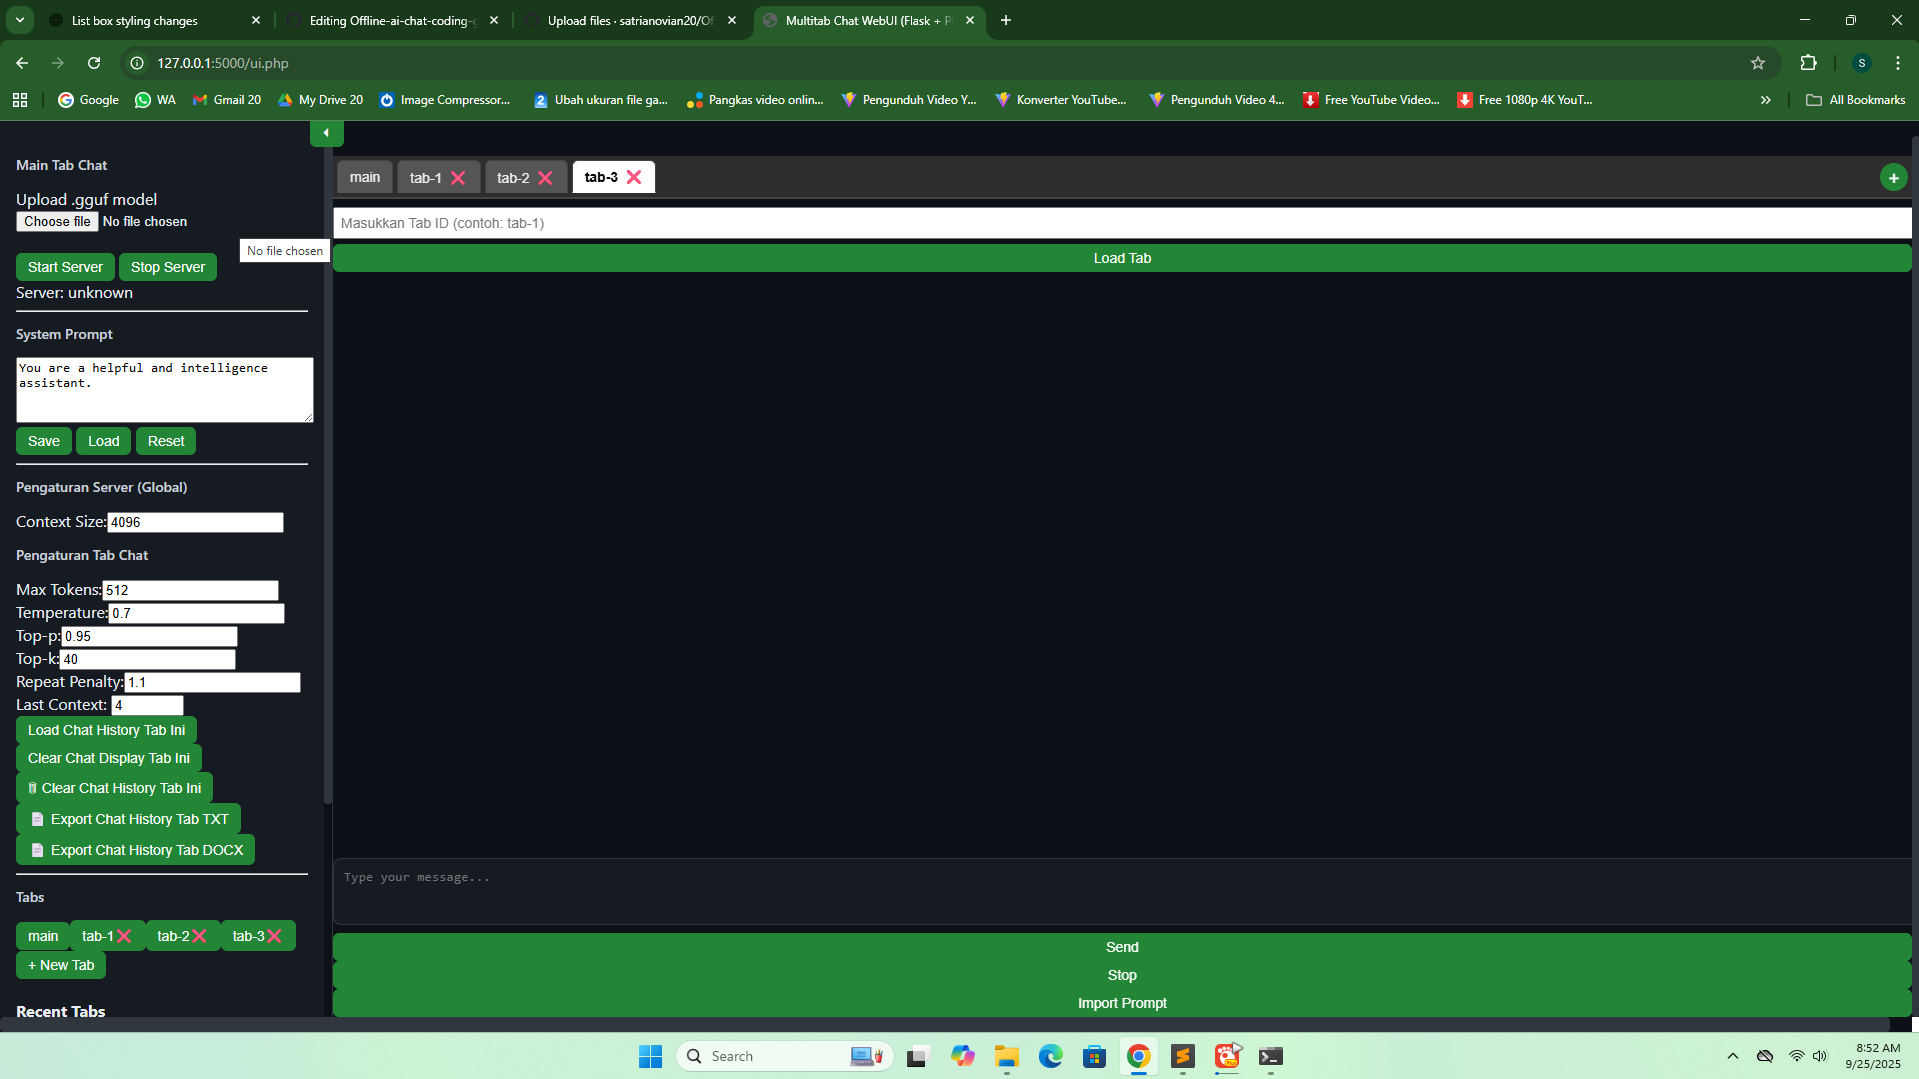 List box styling changes
Editing Offline-ai-chat-coding-g
Upload files · satrianovian20/Of
Multitab Chat WebUI (Flask + P
127.0.0.1:5000/ui.php
S
Google
WA
Gmail 20
My Drive 20
Image Compressor...
Ubah ukuran file ga...
Pangkas video onlin...
Pengunduh Video Y...
Konverter YouTube...
Pengunduh Video 4...
Free YouTube Video...
Free 1080p 4K YouT...
All Bookmarks
Main Tab Chat
Upload .gguf model
Choose file No file chosen
No file chosen
Start Server
Stop Server
Server: unknown
System Prompt
You are a helpful and intelligence
assistant.
Save
Load
Reset
Pengaturan Server (Global)
Context Size: 4096
Pengaturan Tab Chat
Max Tokens: 512
Temperature: 0.7
Top-p: 0.95
Top-k: 40
Repeat Penalty: 1.1
Last Context: 4
Load Chat History Tab Ini
Clear Chat Display Tab Ini
Clear Chat History Tab Ini
Export Chat History Tab TXT
Export Chat History Tab DOCX
Tabs
main
tab-1
tab-2
tab-3
+ New Tab
Recent Tabs
main
tab-1
tab-2
tab-3
+
Masukkan Tab ID (contoh: tab-1)
Load Tab
Type your message...
Send
Stop
Import Prompt
Search
8:52 AM
9/25/2025